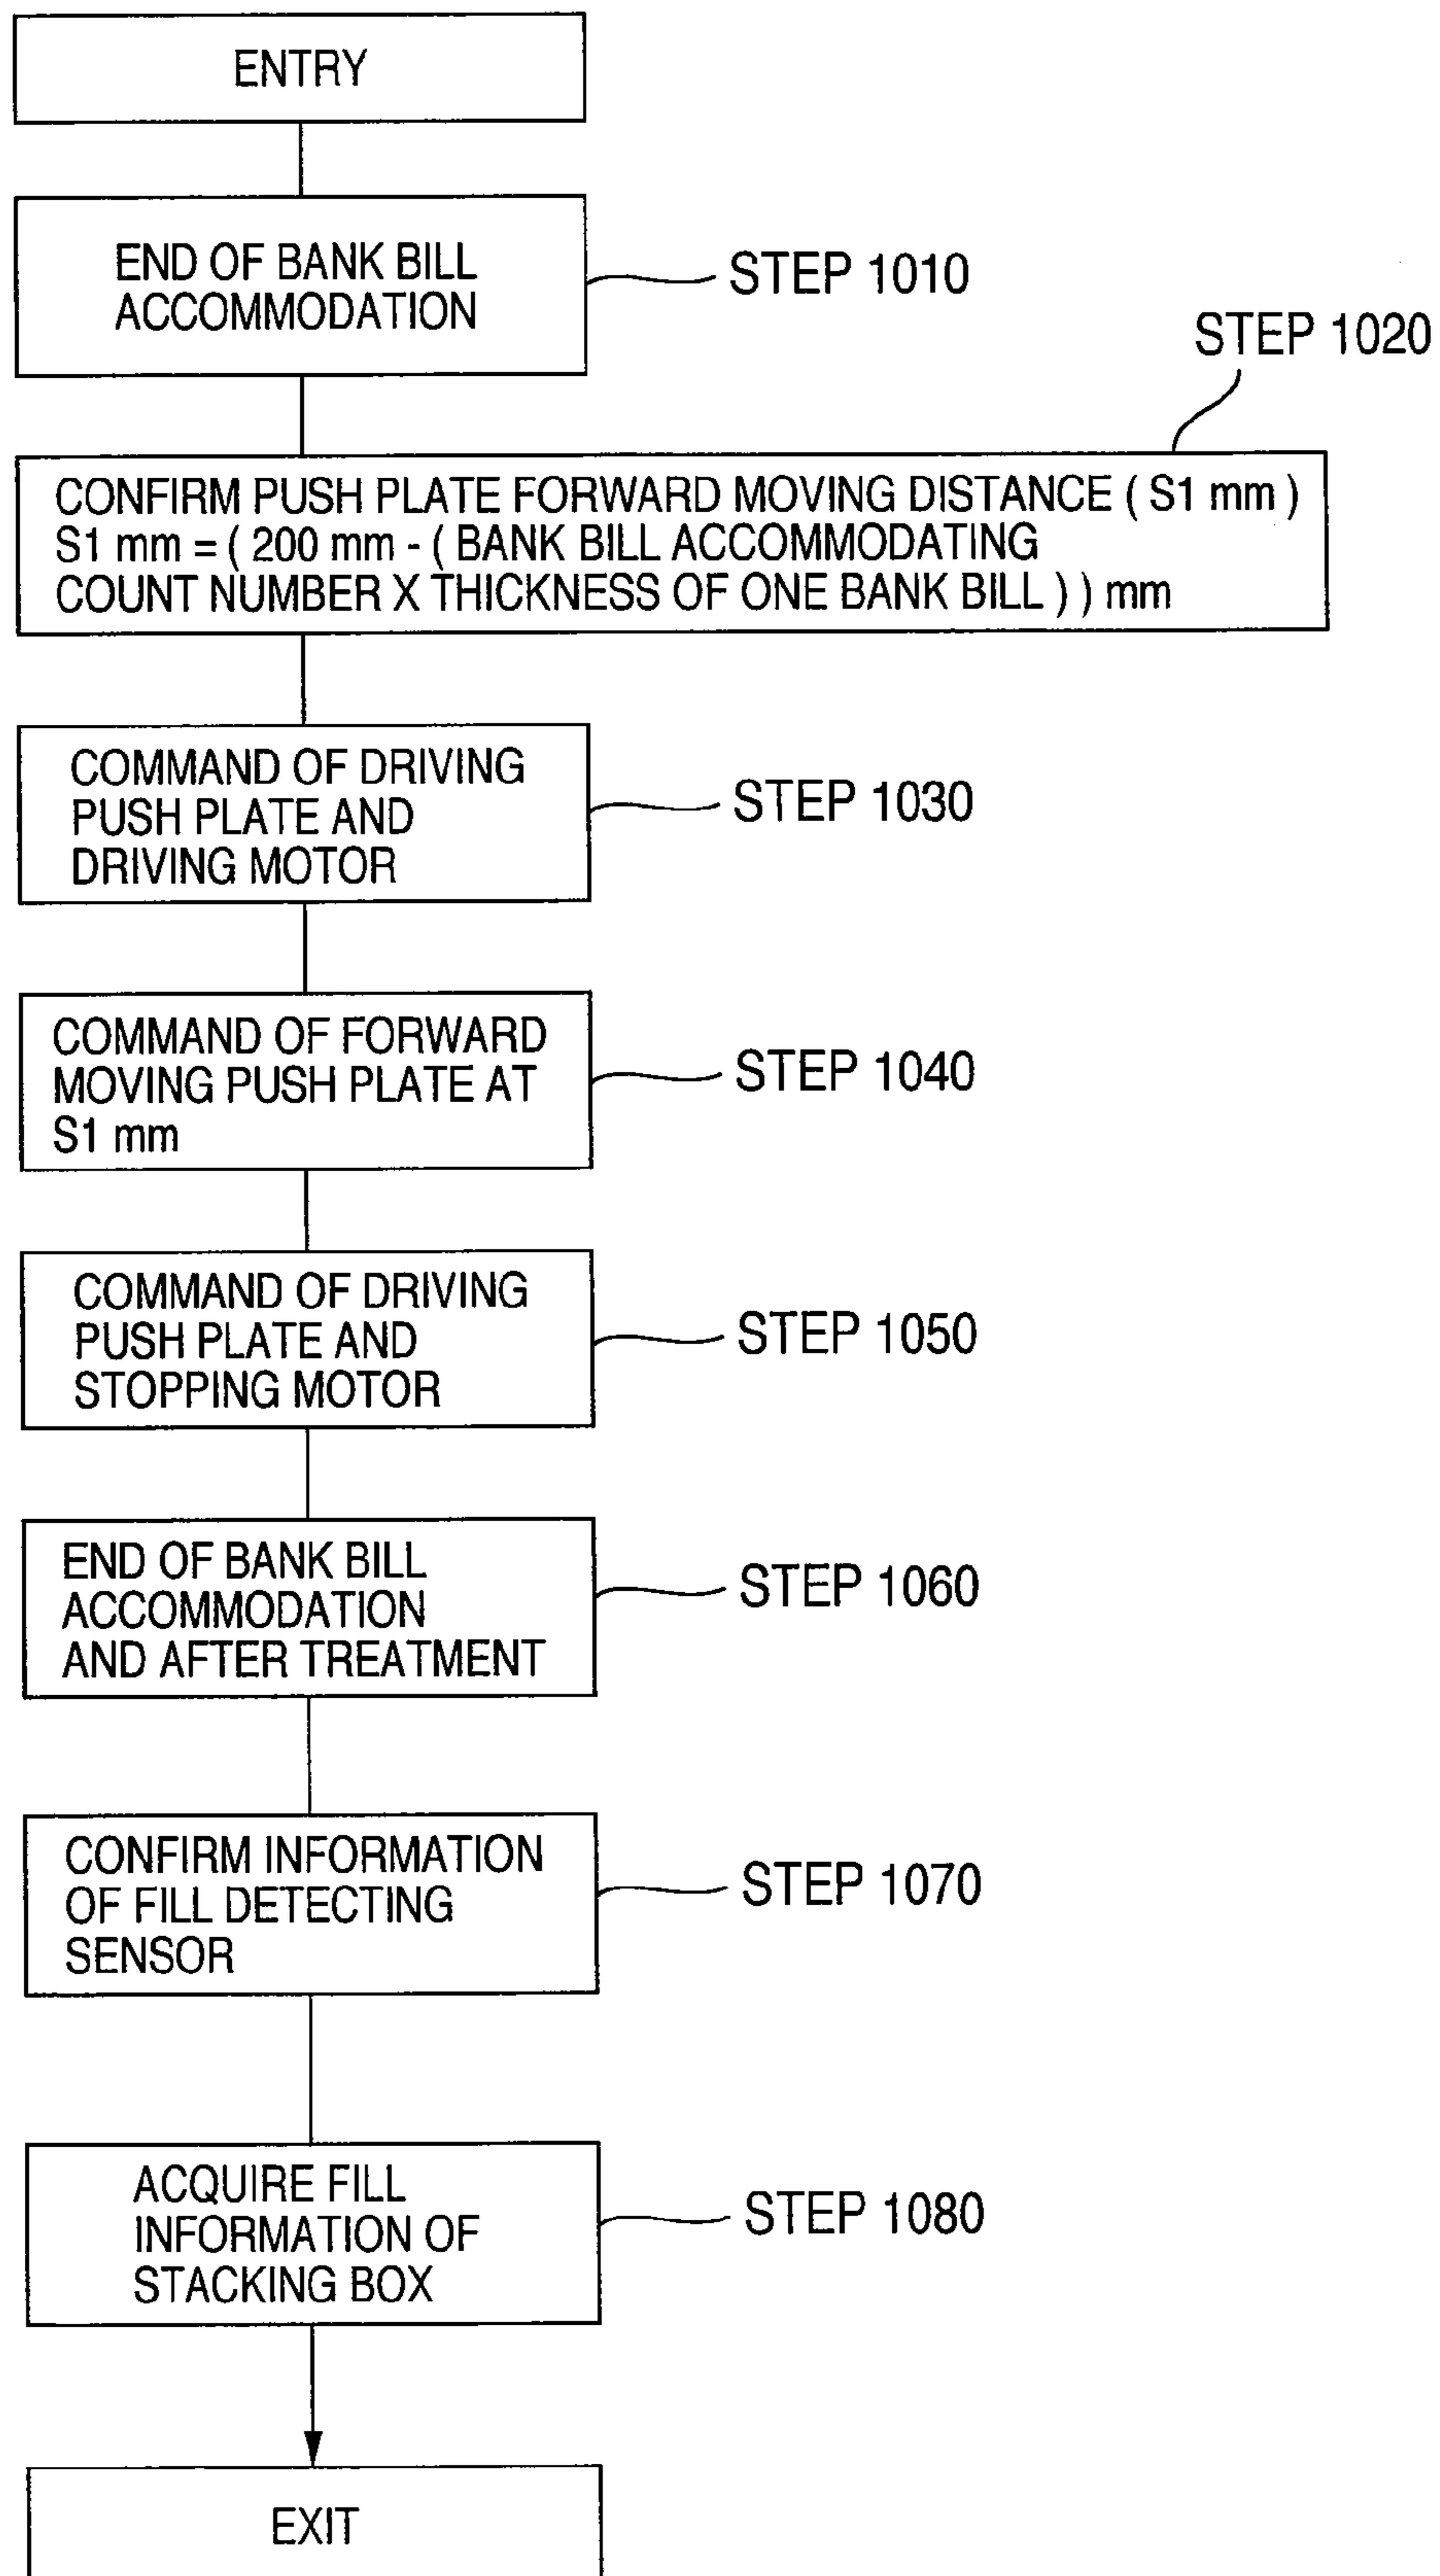 ENTRY
END OF BANK BILL
ACCOMMODATION
STEP 1010
STEP 1020
CONFIRM PUSH PLATE FORWARD MOVING DISTANCE ( S1 mm )
S1 mm = ( 200 mm - ( BANK BILL ACCOMMODATING
COUNT NUMBER X THICKNESS OF ONE BANK BILL ) ) mm
COMMAND OF DRIVING
PUSH PLATE AND
DRIVING MOTOR
STEP 1030
COMMAND OF FORWARD
MOVING PUSH PLATE AT
S1 mm
STEP 1040
COMMAND OF DRIVING
PUSH PLATE AND
STOPPING MOTOR
STEP 1050
END OF BANK BILL
ACCOMMODATION
AND AFTER TREATMENT
STEP 1060
CONFIRM INFORMATION
OF FILL DETECTING
SENSOR
STEP 1070
ACQUIRE FILL
INFORMATION OF
STACKING BOX
STEP 1080
EXIT